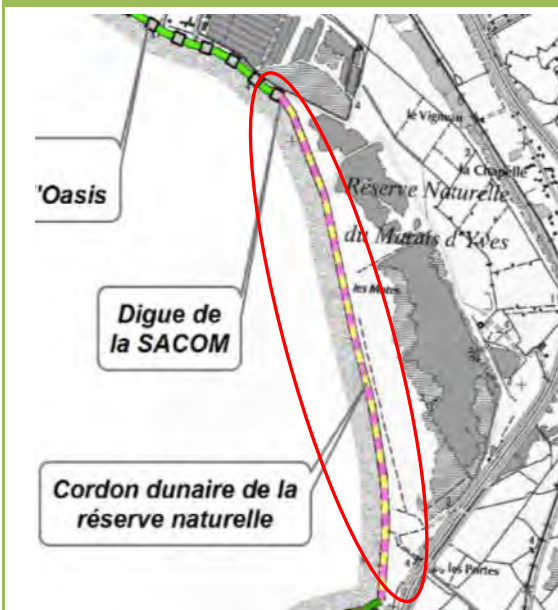 'Oasis
Digue de
la SACOM
Cordon dunaire de la
réserve naturelle
le Vignaud
la Chapelle
Réserve Naturelle
du Marais d'Yves
les Mottes
les Portes